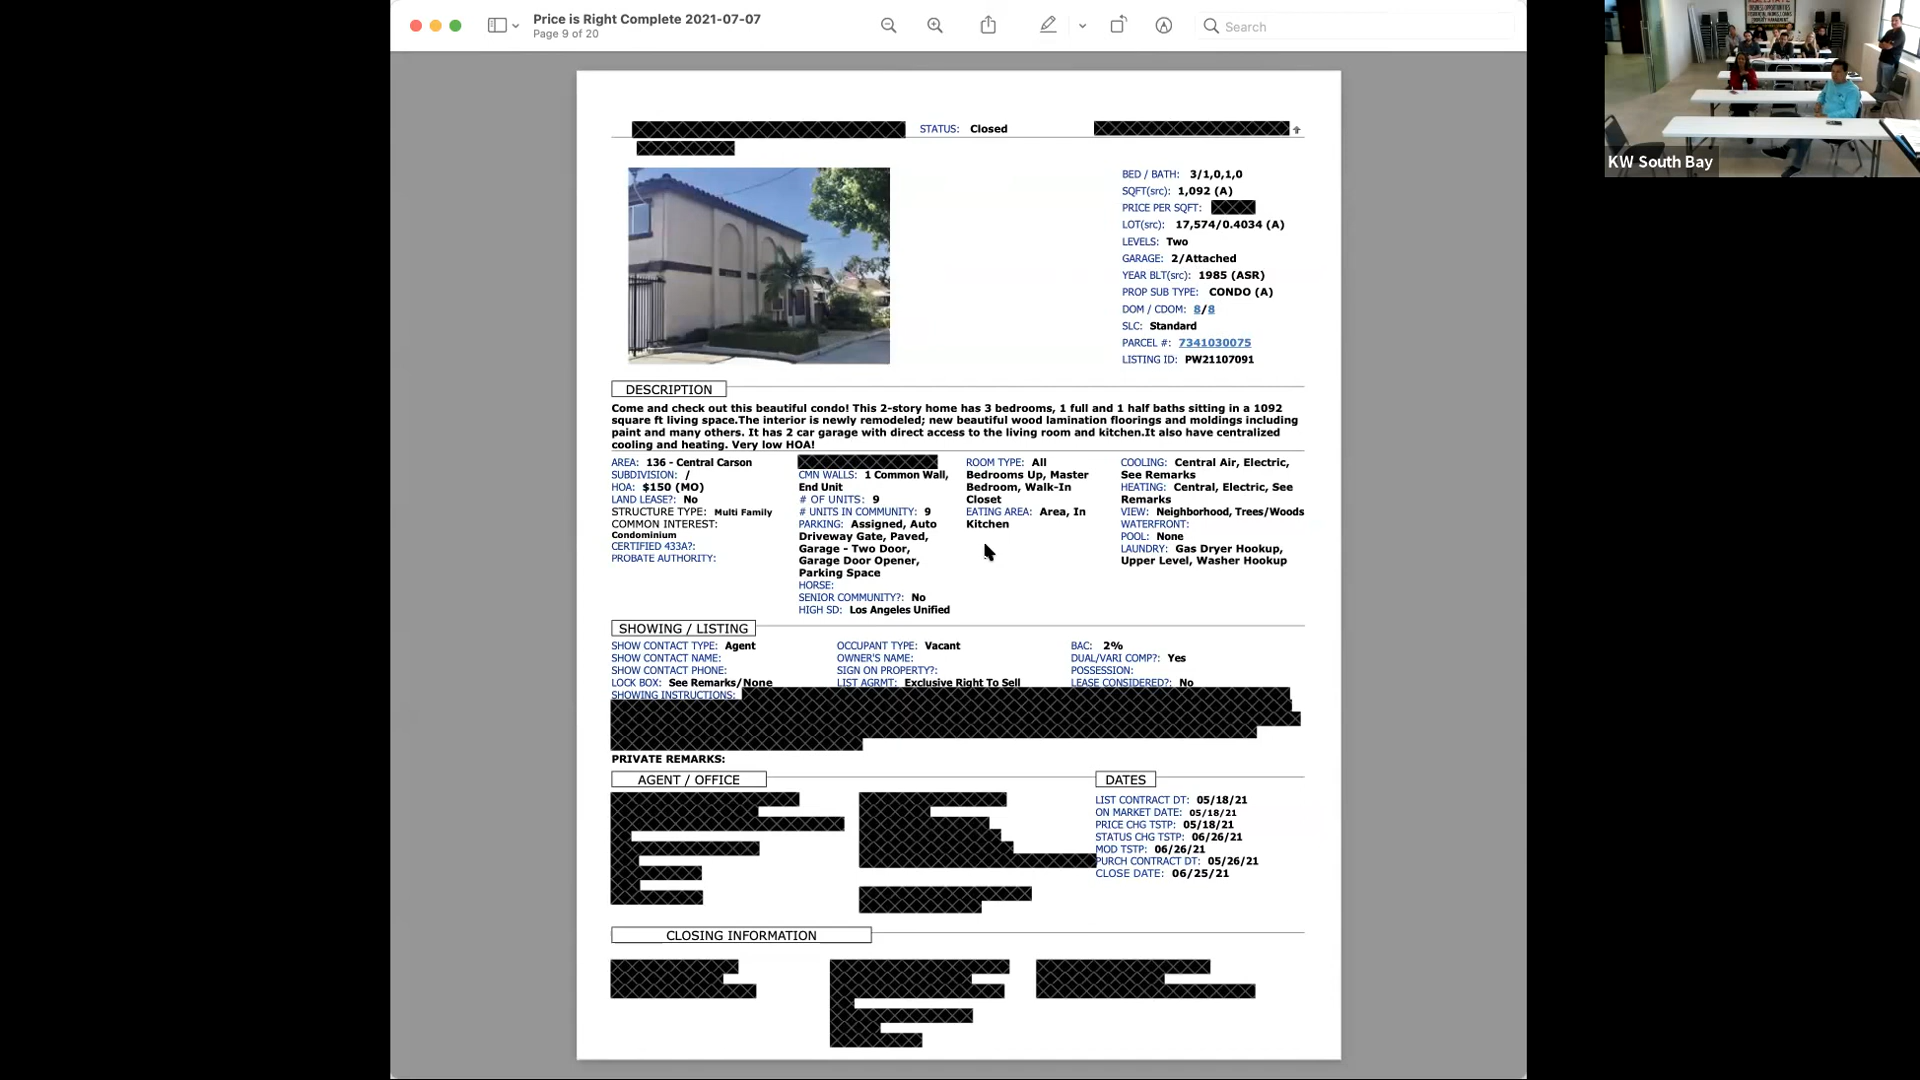 Price is Right Complete 2021-07-07
Page 9 of 20
Search
KW South Bay
STATUS: Closed
BED / BATH: 3/1,0,1,0
SQFT(src): 1,092 (A)
PRICE PER SQFT:
LOT(src): 17,574/0.4034 (A)
LEVELS: Two
GARAGE: 2/Attached
YEAR BLT(src): 1985 (ASR)
PROP SUB TYPE: CONDO (A)
DOM / CDOM: 8/8
SLC: Standard
PARCEL #: 7341030075
LISTING ID: PW21107091
DESCRIPTION
Come and check out this beautiful condo! This 2-story home has 3 bedrooms, 1 full and 1 half baths sitting in a 1092
square ft living space.The interior is newly remodeled; new beautiful wood lamination floorings and moldings including
paint and many others. It has 2 car garage with direct access to the living room and kitchen.It also have centralized
cooling and heating. Very low HOA!
AREA: 136 - Central Carson
SUBDIVISION: /
HOA: $150 (MO)
LAND LEASE?: No
STRUCTURE TYPE: Multi Family
COMMON INTEREST:
Condominium
CERTIFIED 433A?:
PROBATE AUTHORITY:
CMN WALLS: 1 Common Wall,
End Unit
# OF UNITS: 9
# UNITS IN COMMUNITY: 9
PARKING: Assigned, Auto
Driveway Gate, Paved,
Garage - Two Door,
Garage Door Opener,
Parking Space
HORSE:
SENIOR COMMUNITY?: No
HIGH SD: Los Angeles Unified
ROOM TYPE: All
Bedrooms Up, Master
Bedroom, Walk-In
Closet
EATING AREA: Area, In
Kitchen
COOLING: Central Air, Electric,
See Remarks
HEATING: Central, Electric, See
Remarks
VIEW: Neighborhood, Trees/Woods
WATERFRONT:
POOL: None
LAUNDRY: Gas Dryer Hookup,
Upper Level, Washer Hookup
SHOWING / LISTING
SHOW CONTACT TYPE: Agent
SHOW CONTACT NAME:
SHOW CONTACT PHONE:
LOCK BOX: See Remarks/None
SHOWING INSTRUCTIONS:
OCCUPANT TYPE: Vacant
OWNER'S NAME:
SIGN ON PROPERTY?:
LIST AGRMT: Exclusive Right To Sell
BAC: 2%
DUAL/VARI COMP?: Yes
POSSESSION:
LEASE CONSIDERED?: No
PRIVATE REMARKS:
AGENT / OFFICE
DATES
LIST CONTRACT DT: 05/18/21
ON MARKET DATE: 05/18/21
PRICE CHG TSTP: 05/18/21
STATUS CHG TSTP: 06/26/21
MOD TSTP: 06/26/21
PURCH CONTRACT DT: 05/26/21
CLOSE DATE: 06/25/21
CLOSING INFORMATION